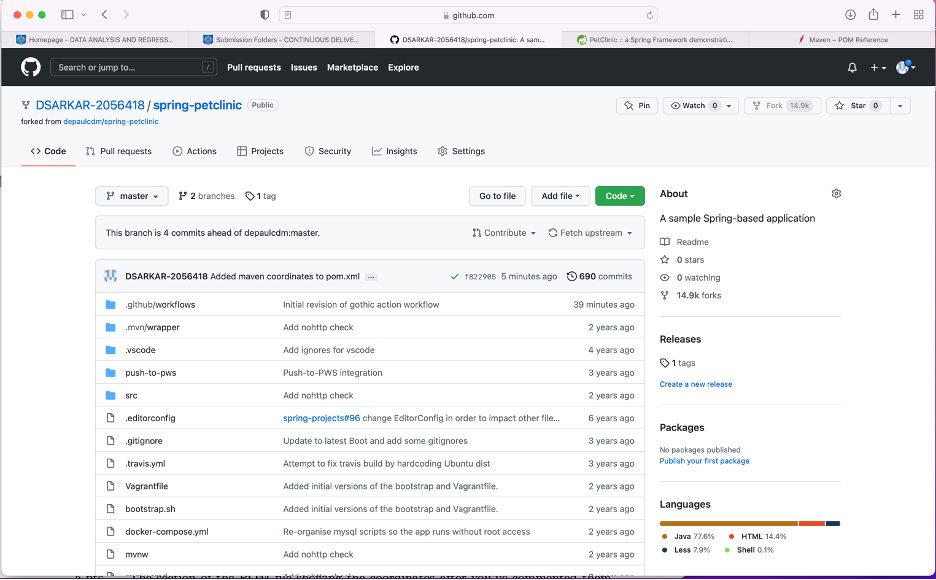 github.com
Homepage - DATA ANALYSIS AND REGRESS...
Submission Folders - CONTINUOUS DELIVE...
DSARKAR-2056418/spring-petclinic: A sam...
PetClinic :: a Spring Framework demonstrati...
Maven – POM Reference
Search or jump to...
/
Pull requests
Issues
Marketplace
Explore
DSARKAR-2056418 / spring-petclinic Public
Pin
Watch 0
Fork 14.9k
Star 0
forked from depaulcdm/spring-petclinic
Code
Pull requests
Actions
Projects
Security
Insights
Settings
master
2 branches
1 tag
Go to file
Add file
Code
This branch is 4 commits ahead of depaulcdm:master.
Contribute
Fetch upstream
DSARKAR-2056418 Added maven coordinates to pom.xml ...
f822905 5 minutes ago
690 commits
.github/workflows Initial revision of gothic action workflow 39 minutes ago
.mvn/wrapper Add nohttp check 2 years ago
.vscode Add ignores for vscode 4 years ago
push-to-pws Push-to-PWS integration 3 years ago
src Add nohttp check 2 years ago
.editorconfig spring-projects#96 change EditorConfig in order to impact other file... 6 years ago
.gitignore Update to latest Boot and add some gitignores 3 years ago
.travis.yml Attempt to fix travis build by hardcoding Ubuntu dist 3 years ago
Vagrantfile Added initial versions of the bootstrap and Vagrantfile. 2 years ago
bootstrap.sh Added initial versions of the bootstrap and Vagrantfile. 2 years ago
docker-compose.yml Re-organise mysql scripts so the app runs without root access 2 years ago
mvnw Add nohttp check 2 years ago
About
A sample Spring-based application
Readme
0 stars
0 watching
14.9k forks
Releases
1 tags
Create a new release
Packages
No packages published
Publish your first package
Languages
Java 77.6%
HTML 14.4%
Less 7.9%
Shell 0.1%